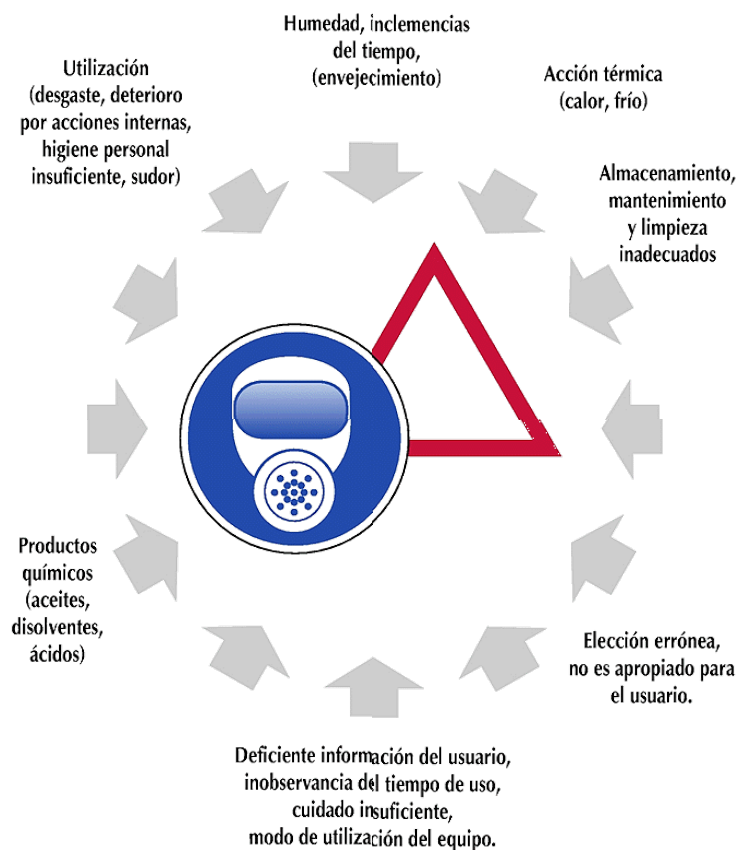 Humedad, inclemencias
del tiempo,
(envejecimiento)
Utilización
(desgaste, deterioro
por acciones internas,
higiene personal
insuficiente, sudor)
Acción térmica
(calor, frío)
Almacenamiento,
mantenimiento
y limpieza
inadecuados
Productos
químicos
(aceites,
disolventes,
ácidos)
Elección errónea,
no es apropiado para
el usuario.
Deficiente información del usuario,
inobservancia del tiempo de uso,
cuidado insuficiente,
modo de utilización del equipo.